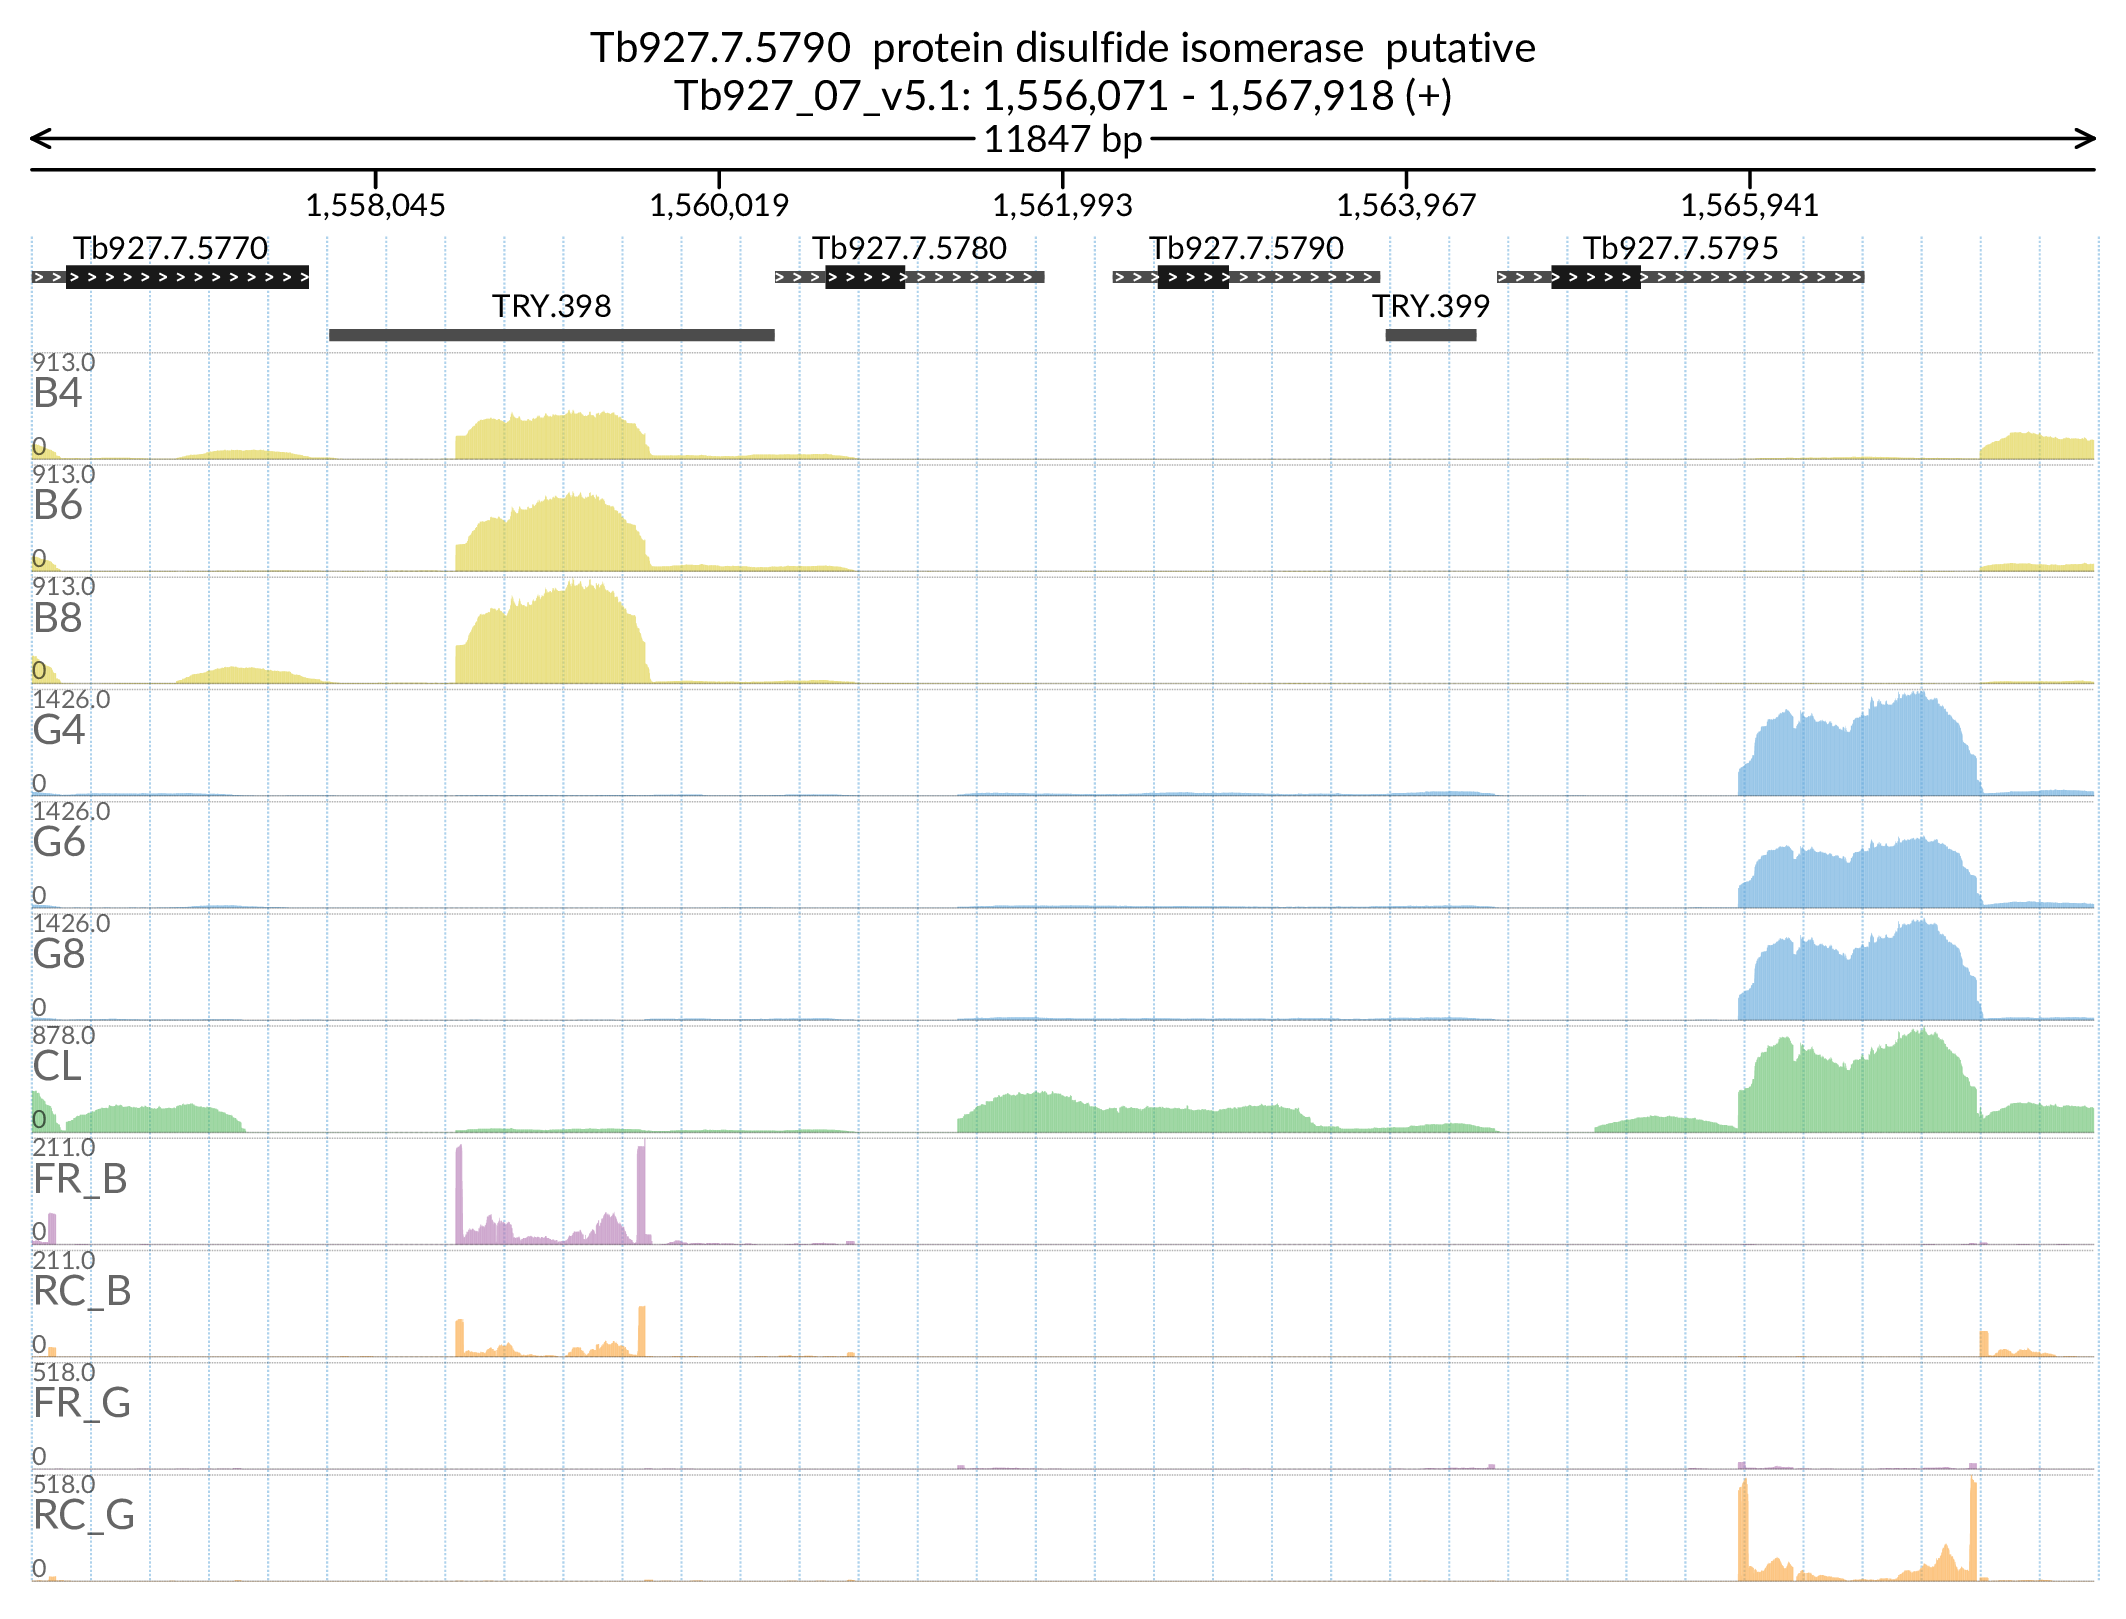 Tb927.7.5790  protein disulfide isomerase  putative
Tb927_07_v5.1: 1,556,071 - 1,567,918 (+)
11847 bp
1,558,045 1,560,019 1,561,993 1,563,967 1,565,941
Tb927.7.5770 Tb927.7.5780 Tb927.7.5790 Tb927.7.5795
TRY.398 TRY.399
913.0
B4
0
913.0
B6
0
913.0
B8
0
1426.0
G4
0
1426.0
G6
0
1426.0
G8
0
878.0
CL
0
211.0
FR_B
0
211.0
RC_B
0
518.0
FR_G
0
518.0
RC_G
0